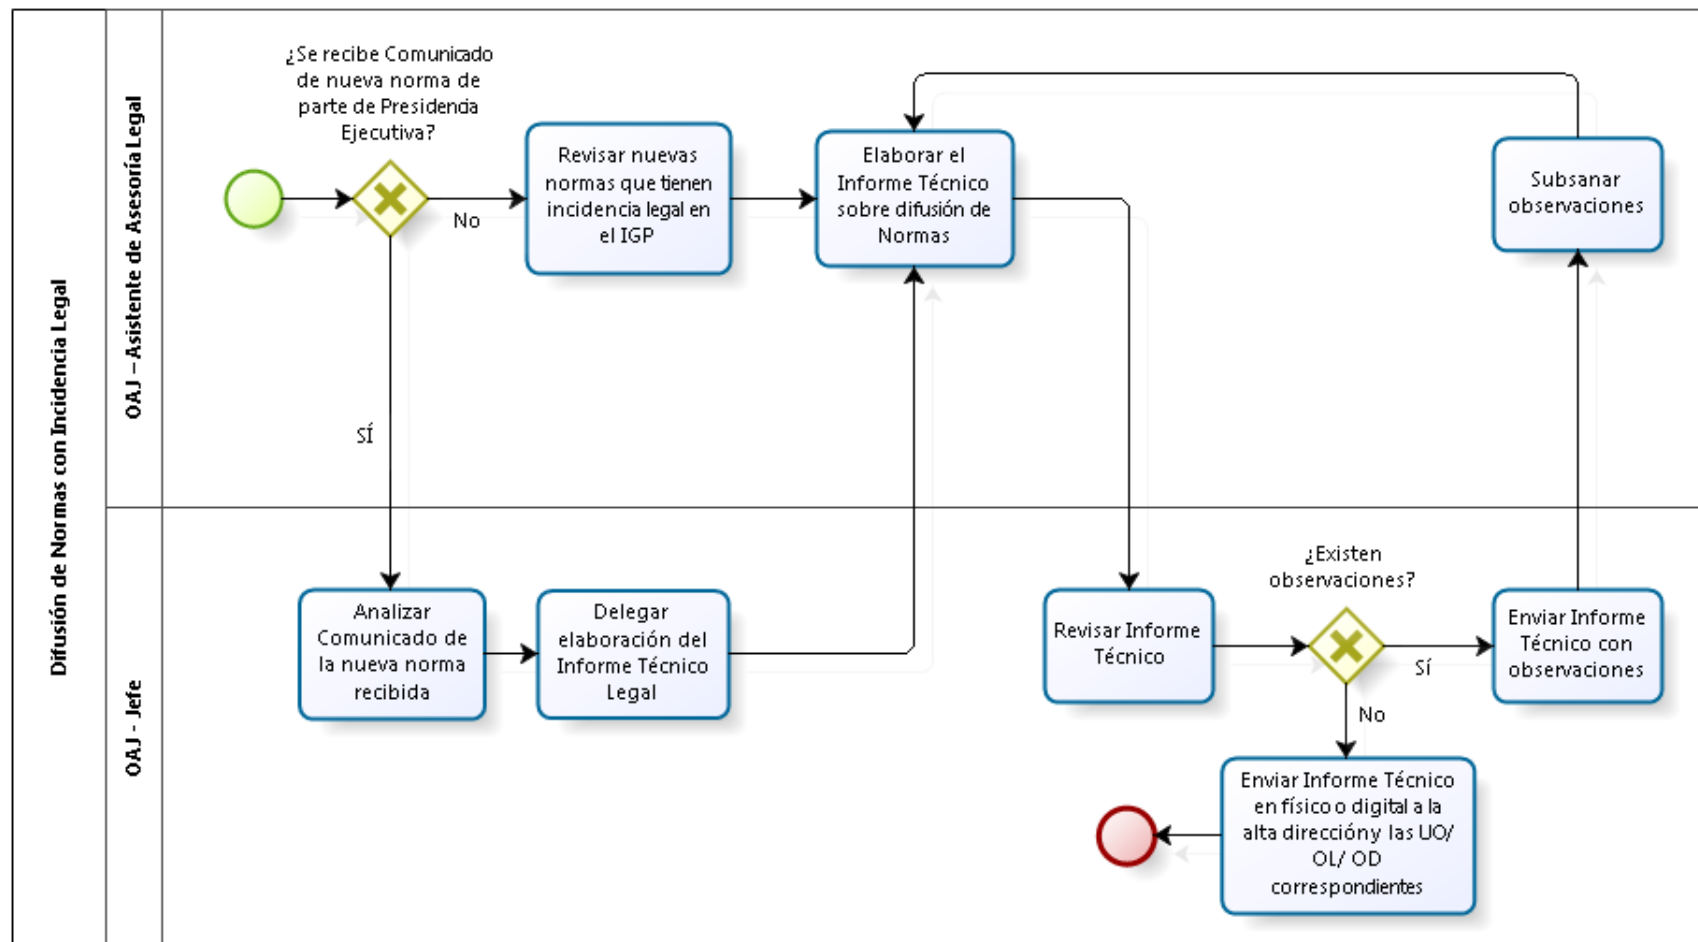 Difusión de Normas con Incidencia Legal
OAJ – Asistente de Asesoría Legal
¿Se recibe Comunicado
de nueva norma de
parte de Presidencia
Ejecutiva?
No
SÍ
Revisar nuevas
normas que tienen
incidencia legal en
el IGP
Elaborar el
Informe Técnico
sobre difusión de
Normas
Subsanar
observaciones
OAJ - Jefe
Analizar
Comunicado de
la nueva norma
recibida
Delegar
elaboración del
Informe Técnico
Legal
Revisar Informe
Técnico
¿Existen
observaciones?
Sí
No
Enviar Informe
Técnico con
observaciones
Enviar Informe Técnico
en físico o digital a la
alta dirección y las UO/
OL/ OD
correspondientes